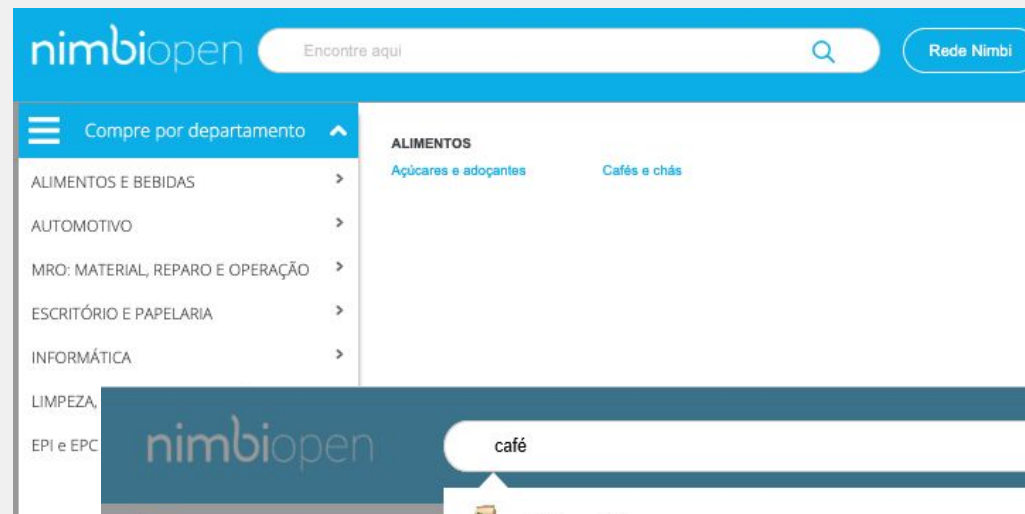 nimbiopen
Encontre aqui
Rede Nimbi
Compre por departamento
ALIMENTOS
Açúcares e adoçantes
Cafés e chás
ALIMENTOS E BEBIDAS
AUTOMOTIVO
MRO: MATERIAL, REPARO E OPERAÇÃO
ESCRITÓRIO E PAPELARIA
INFORMÁTICA
LIMPEZA,
EPI e EPC
nimbiopen
café